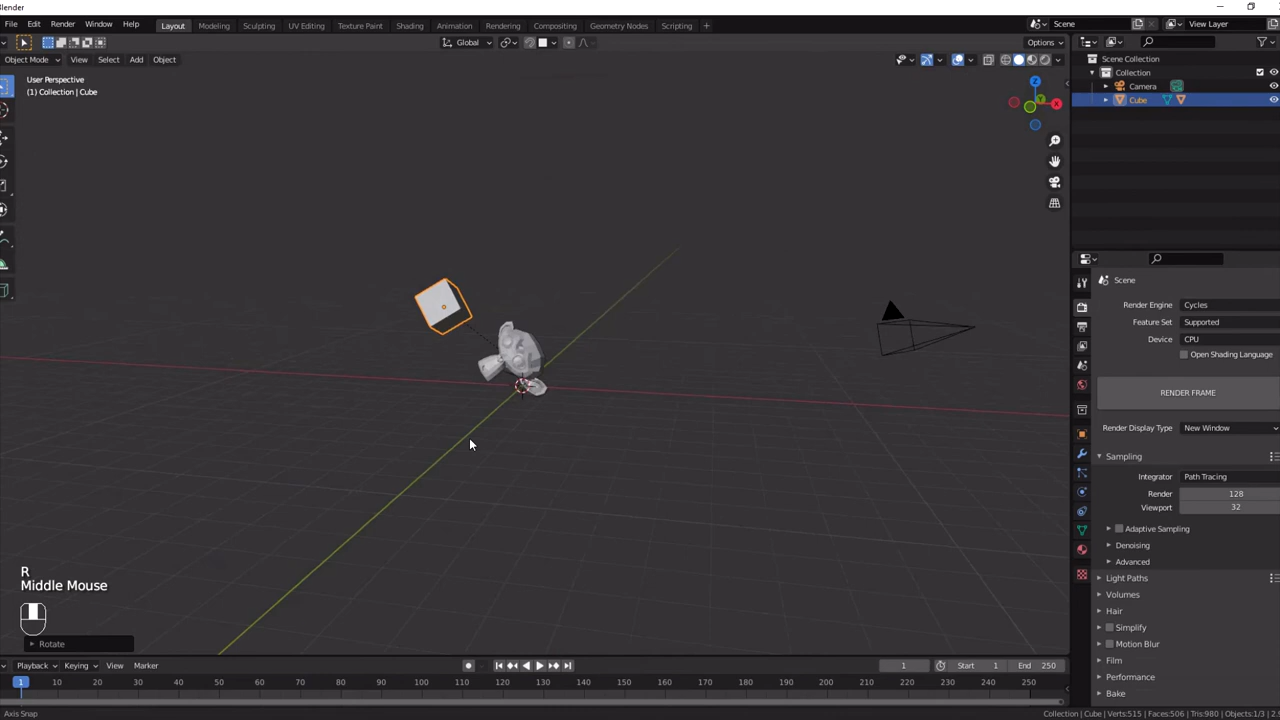 Blender
File Edit Render Window Help Layout Modeling Sculpting UV Editing Texture Paint Shading Animation Rendering Compositing Geometry Nodes Scripting + Scene View Layer
Global Options
Object Mode View Select Add Object
User Perspective
(1) Collection | Cube
Z
Y
X
Scene Collection
Collection
Camera
Cube
Scene
Render Engine Cycles
Feature Set Supported
Device CPU
Open Shading Language
RENDER FRAME
Render Display Type New Window
Sampling
Integrator Path Tracing
Render 128
Viewport 32
Adaptive Sampling
Denoising
Advanced
Light Paths
Volumes
Hair
Simplify
Motion Blur
Film
Performance
Bake
R
Middle Mouse
Rotate
Playback Keying View Marker 1 Start 1 End 250
1 10 20 30 40 50 60 70 80 90 100 110 120 130 140 150 160 170 180 190 200 210 220 230 240 250
Axis Snap
Collection | Cube | Verts:515 | Faces:506 | Tris:980 | Objects:1/3 | 2.